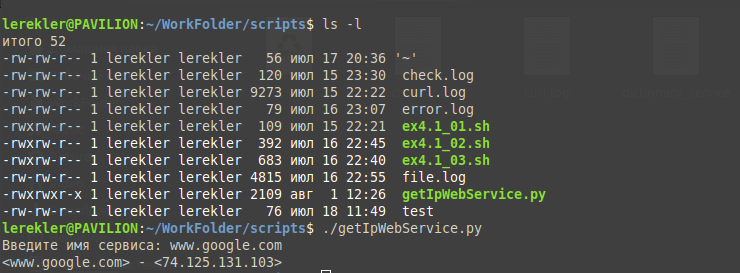 lerekler@PAVILION:~/WorkFolder/scripts$ ls -l
итого 52
-rw-rw-r-- 1 lerekler lerekler   56 июл 17 20:36 '~'
-rw-rw-r-- 1 lerekler lerekler  120 июл 15 23:30  check.log
-rw-rw-r-- 1 lerekler lerekler 9273 июл 15 22:22  curl.log
-rw-rw-r-- 1 lerekler lerekler   79 июл 16 23:07  error.log
-rwxrw-r-- 1 lerekler lerekler  109 июл 15 22:21  ex4.1_01.sh
-rwxrw-r-- 1 lerekler lerekler  392 июл 16 22:45  ex4.1_02.sh
-rwxrw-r-- 1 lerekler lerekler  683 июл 16 22:40  ex4.1_03.sh
-rw-rw-r-- 1 lerekler lerekler 4815 июл 16 22:55  file.log
-rwxrwxr-x 1 lerekler lerekler 2109 авг  1 12:26  getIpWebService.py
-rw-rw-r-- 1 lerekler lerekler   76 июл 18 11:49  test
lerekler@PAVILION:~/WorkFolder/scripts$ ./getIpWebService.py
Введите имя сервиса: www.google.com
<www.google.com> - <74.125.131.103>